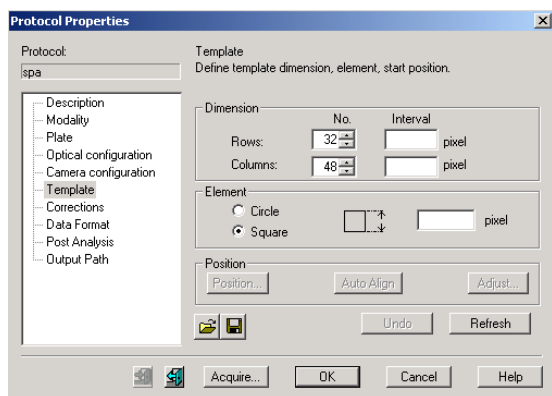 Protocol Properties
Protocol:
spa
Description
Modality
Plate
Optical configuration
Camera configuration
Template
Corrections
Data Format
Post Analysis
Output Path
Template
Define template dimension, element, start position.
Dimension
No. Interval
Rows: 32 pixel
Columns: 48 pixel
Element
Circle
Square
pixel
Position
Position... Auto Align Adjust...
Undo Refresh
Acquire... OK Cancel Help